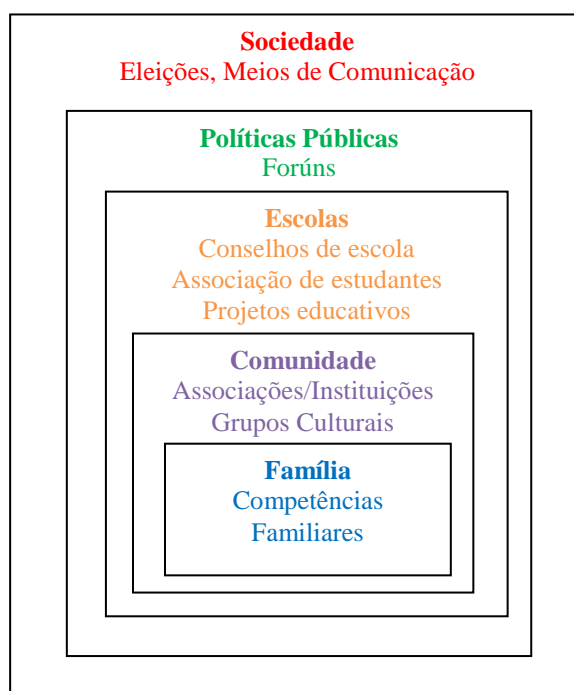 Sociedade
Eleições, Meios de Comunicação
Políticas Públicas
Forúns
Escolas
Conselhos de escola
Associação de estudantes
Projetos educativos
Comunidade
Associações/Instituições
Grupos Culturais
Família
Competências
Familiares